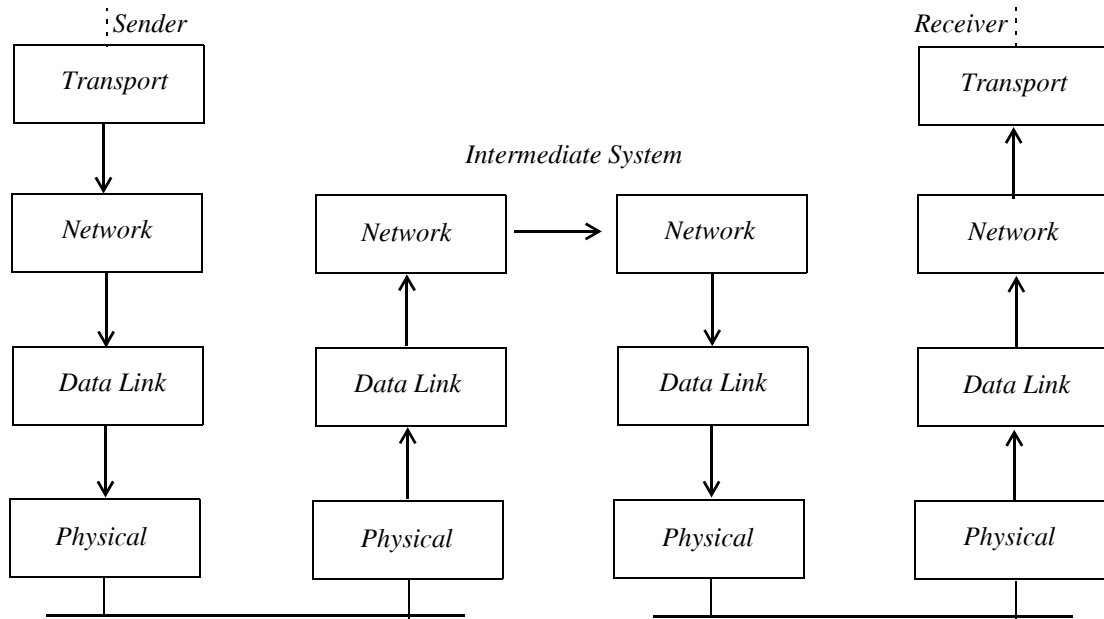 Sender
Receiver
Transport
Transport
Intermediate System
Network
Network
Network
Network
Data Link
Data Link
Data Link
Data Link
Physical
Physical
Physical
Physical